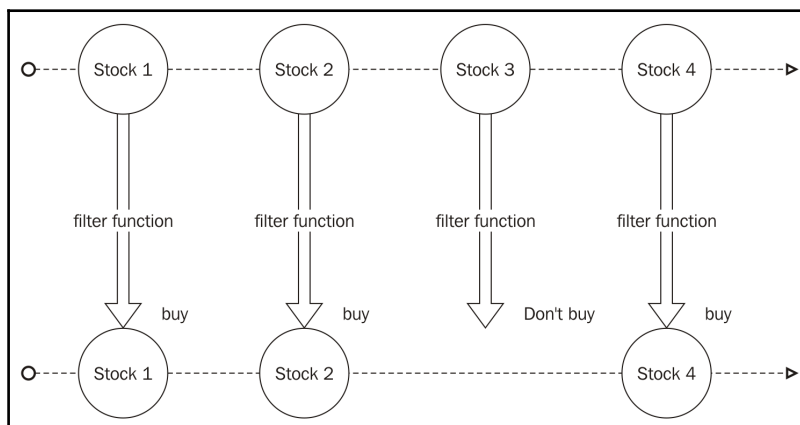 Stock 1
Stock 2
Stock 3
Stock 4
filter function
filter function
filter function
filter function
buy
buy
Don't buy
buy
Stock 1
Stock 2
Stock 4